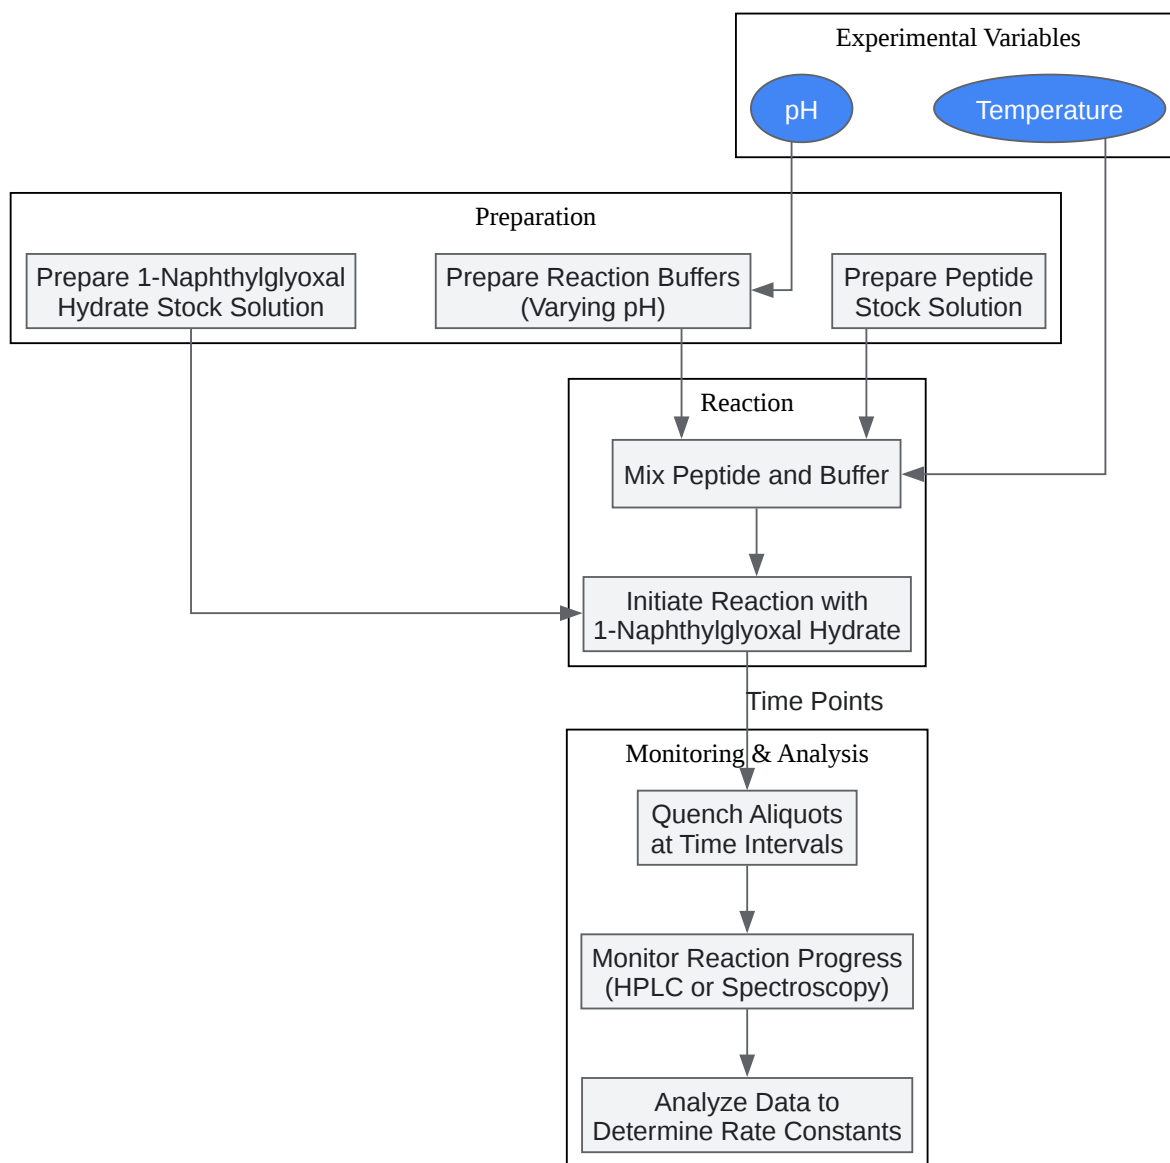 Experimental Variables
pH
Temperature
Preparation
Prepare 1-Naphthylglyoxal
Hydrate Stock Solution
Prepare Reaction Buffers
(Varying pH)
Prepare Peptide
Stock Solution
Reaction
Mix Peptide and Buffer
Initiate Reaction with
1-Naphthylglyoxal Hydrate
Time Points
Monitoring & Analysis
Quench Aliquots
at Time Intervals
Monitor Reaction Progress
(HPLC or Spectroscopy)
Analyze Data to
Determine Rate Constants